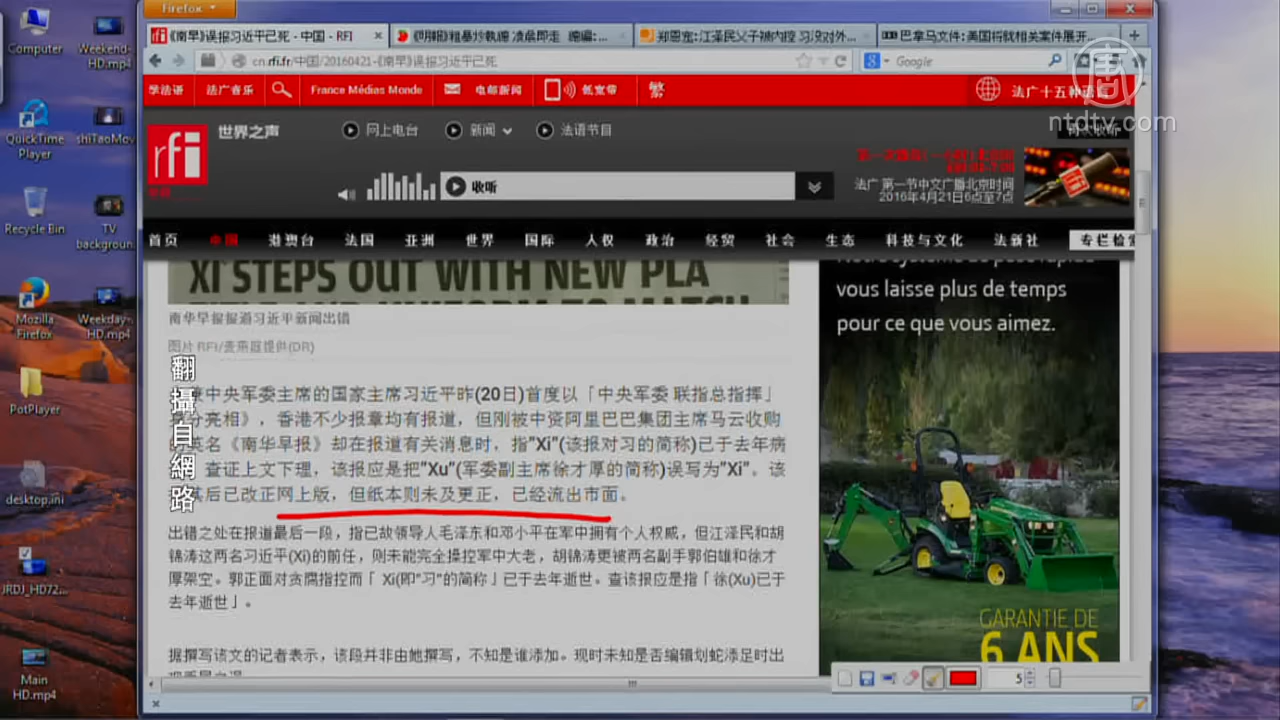 Firefox
《南早》误报习近平已死 - 中国 - RFI
郑恩宠:江泽民父子被内控 习没对外...
巴拿马文件:美国将就相关案件展开...
cn.rfi.fr/中国/20160421-《南早》误报习近平已死
Google
学法语
法广音乐
France Médias Monde
电邮新闻
低宽带
繁
法广十五种语言
ntdtv.com
rfi
世界之声
网上电台
新闻
法语节目
收听
法广 第一节中文广播北京时间
2016年4月21日6点至7点
首页 中国 港澳台 法国 亚洲 世界 国际 人权 政治 经贸 社会 生态 科技与文化 法新社 专栏检索
XI STEPS OUT WITH NEW PLA
TITLE AND UNIFORM TO MATCH
南华早报报道习近平新闻出错
图片 RFI/麦燕庭提供(DR)
中央军委主席的国家主席习近平昨(20日)首度以「中央军委 联指总指挥」
分亮相》，香港不少报章均有报道，但刚被中资阿里巴巴集团主席马云收购
英名《南华早报》却在报道有关消息时，指"Xi"(该报对习的简称)已于去年病
查证上文下理，该报应是把"Xu"(军委副主席徐才厚的简称)误写为"Xi"。该
其后已改正网上版，但纸本则未及更正，已经流出市面。
出错之处在报道最后一段，指已故领导人毛泽东和邓小平在军中拥有个人权威，但江泽民和胡
锦涛这两名习近平(Xi)的前任，则未能完全操控军中大老，胡锦涛更被两名副手郭伯雄和徐才
厚架空。郭正面对贪腐指控而「 Xi(即"习"的简称」已于去年逝世。查该报应是指「徐(Xu)已于
去年逝世」。
据撰写该文的记者表示，该段并非由她撰写，不知是谁添加。现时未知是否编辑划蛇添足时出
翻攝自網路
vous laisse plus de temps
pour ce que vous aimez.
GARANTIE DE
6 ANS
5
Computer
Weekend-HD.mp4
QuickTime Player
shiTaoMov
Recycle Bin
TV backgroun...
Mozilla Firefox
Weekday-HD.mp4
PotPlayer
desktop.ini
JRDJ_HD72...
Main HD.mp4